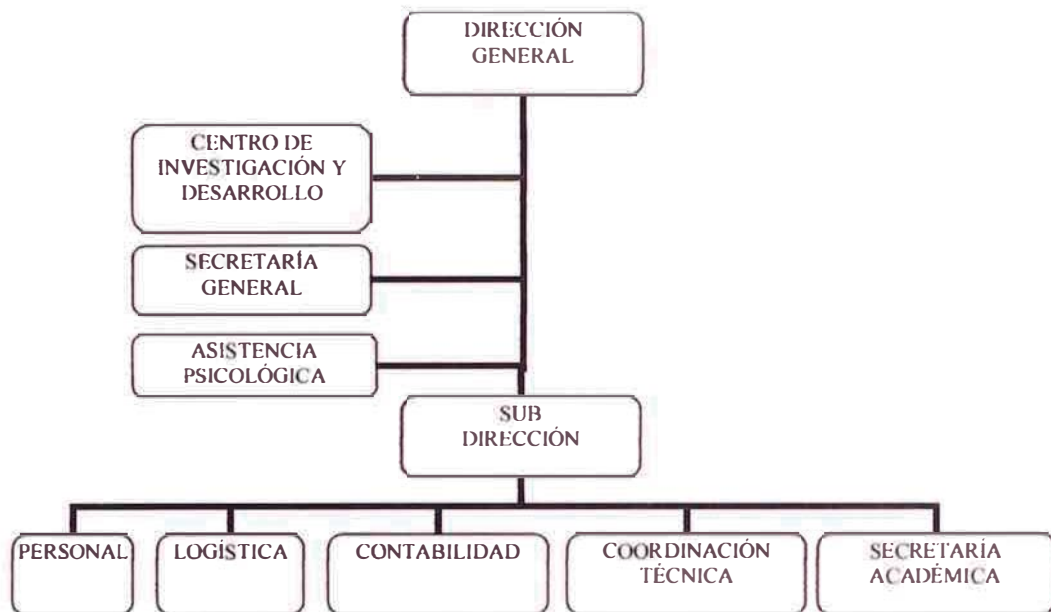 DIRECCIÓN
GENERAL
CENTRO DE
INVESTIGACIÓN Y
DESARROLLO
SECRETARÍA
GENERAL
ASISTENCIA
PSICOLÓGICA
SUB
DIRECCIÓN
PERSONAL
LOGÍSTICA
CONTABILIDAD
COORDINACIÓN
TÉCNICA
SECRETARÍA
ACADÉMICA